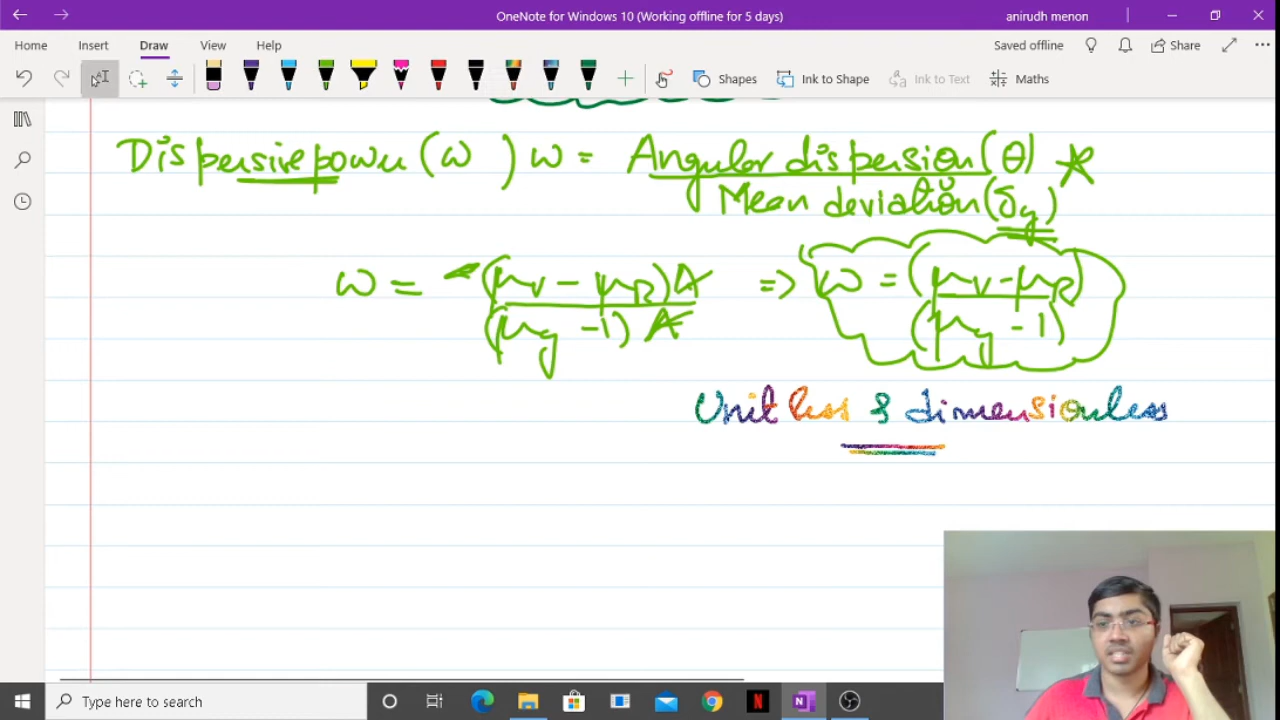 OneNote for Windows 10 (Working offline for 5 days)
anirudh menon
Home Insert Draw View Help
Saved offline
Share
Shapes
Ink to Shape
Ink to Text
Maths
Dispersive power (ω) ω = Angular dispersion (θ)
Mean deviation (δy)
ω = (μV - μR) A => ω = (μV - μR)
(μy - 1) A (μy - 1)
Unitless & dimensionless
Type here to search